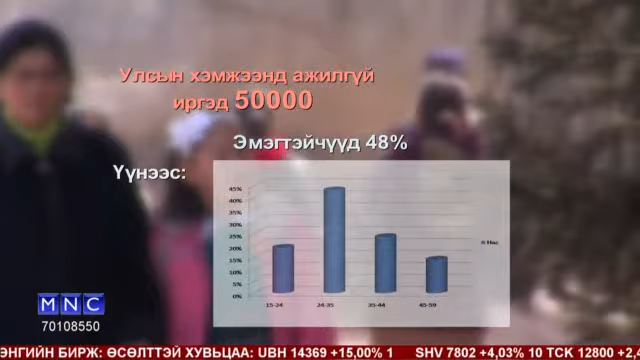 Улсын хэмжээнд ажилгүй
иргэд 50000
Эмэгтэйчүүд 48%
Үүнээс:
45%
40%
35%
30%
25%
20%
15%
10%
5%
0%
15-24
24-35
35-44
45-59
Нас
MNC
70108550
ЭНГИЙН БИРЖ: ӨСӨЛТТЭЙ ХУВЬЦАА: UBH 14369 +15,00% 1 SHV 7802 +4,03% 10 TCK 12800 +2,